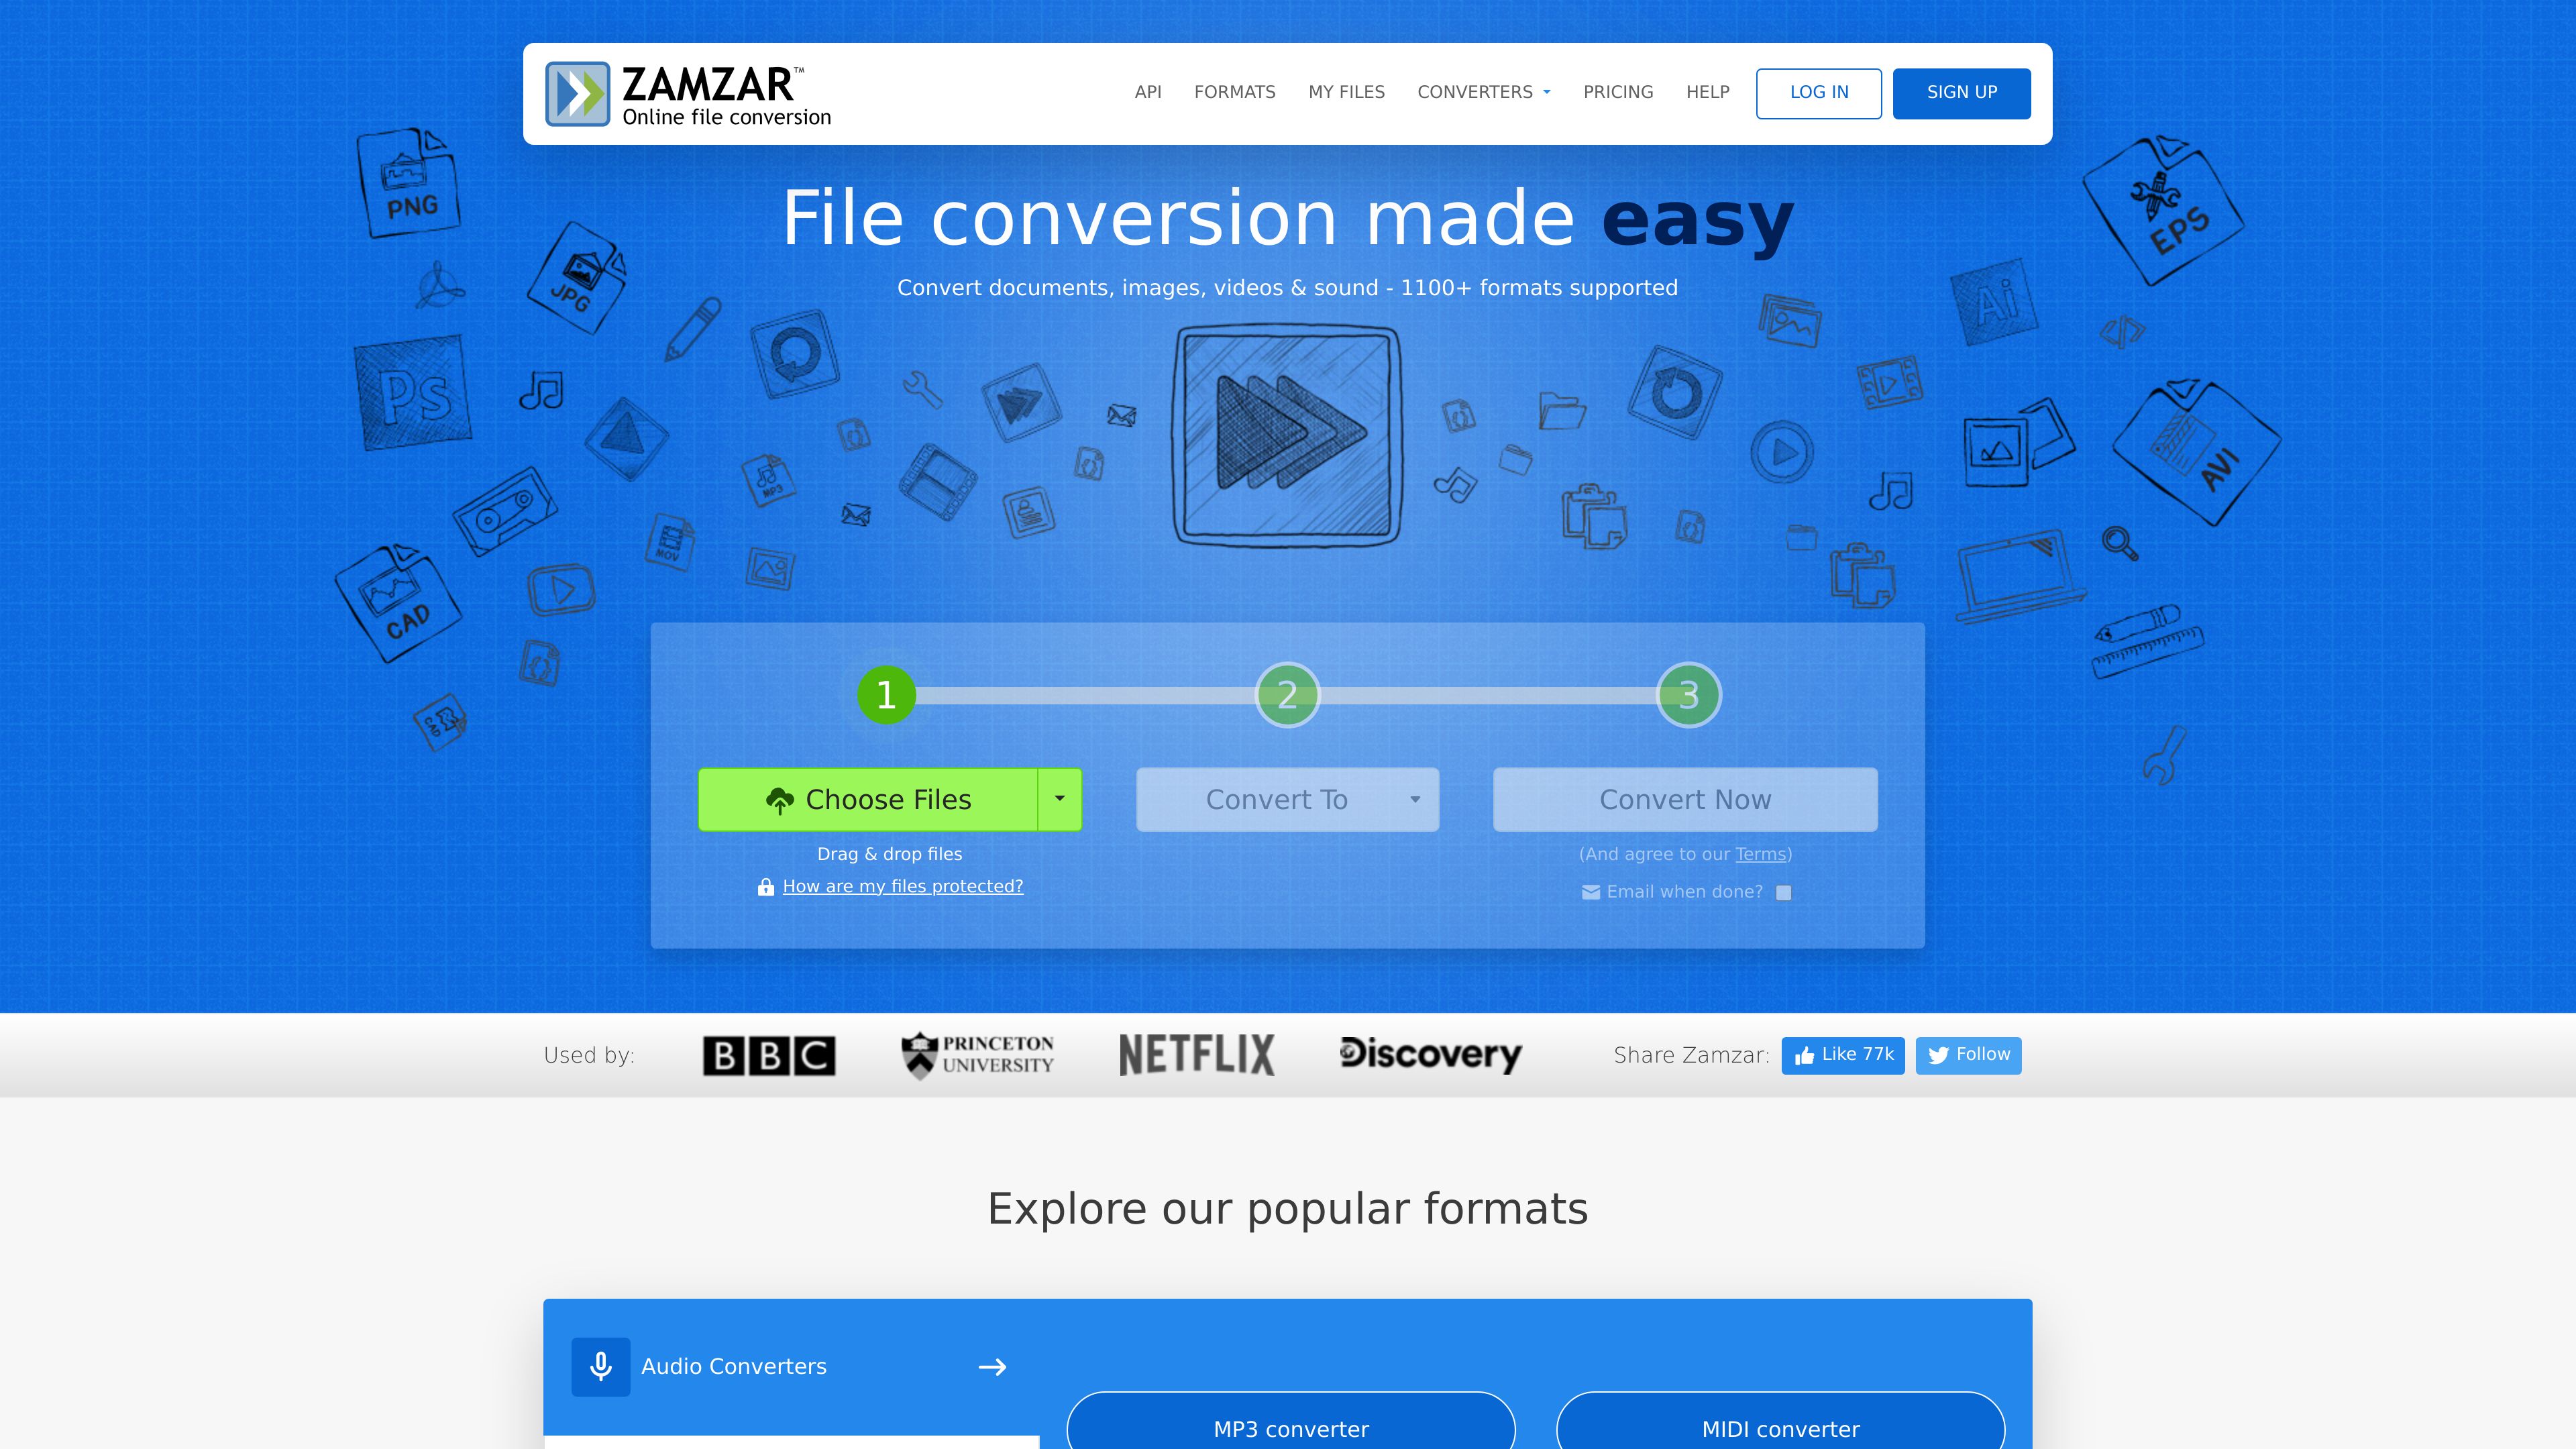 ZAMZAR™
Online file conversion
API
FORMATS
MY FILES
CONVERTERS
PRICING
HELP
LOG IN
SIGN UP
File conversion made easy
Convert documents, images, videos & sound - 1100+ formats supported
PNG
JPG
EPS
Ai
Ps
MP3
MOV
AVI
CAD
CAD
1
2
3
Choose Files
Convert To
Convert Now
Drag & drop files
(And agree to our Terms)
How are my files protected?
Email when done?
Used by:
BBC
PRINCETON
UNIVERSITY
NETFLIX
Discovery
Share Zamzar:
Like 77k
Follow
Explore our popular formats
Audio Converters
MP3 converter
MIDI converter